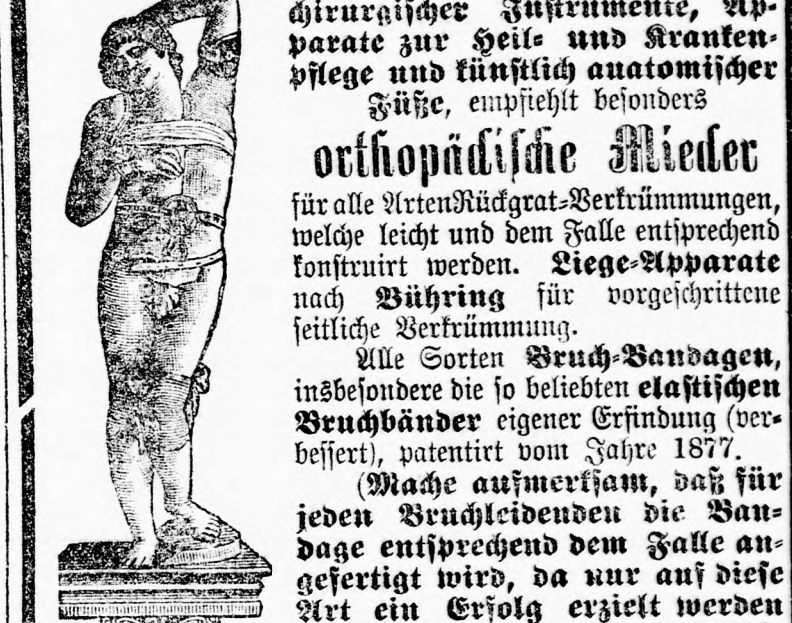 chirurgischer Instrumente, Ap-
parate zur Heil- und Kranken-
pflege und künstlich anatomischer
Füße, empfiehlt besonders
orthopädische Mieder
für alle Arten Rückgrat-Verkrümmungen,
welche leicht und dem Falle entsprechend
konstruirt werden. Liege-Apparate
nach Bühring für vorgeschrittene
seitliche Verkrümmung.
Alle Sorten Bruch-Bandagen,
insbesondere die so beliebten elastischen
Bruchbänder eigener Erfindung (ver-
bessert), patentirt vom Jahre 1877.
(Mache aufmerksam, daß für
jeden Bruchleidenden die Ban-
dage entsprechend dem Falle an-
gefertigt wird, da nur auf diese
Art ein Erfolg erzielt werden